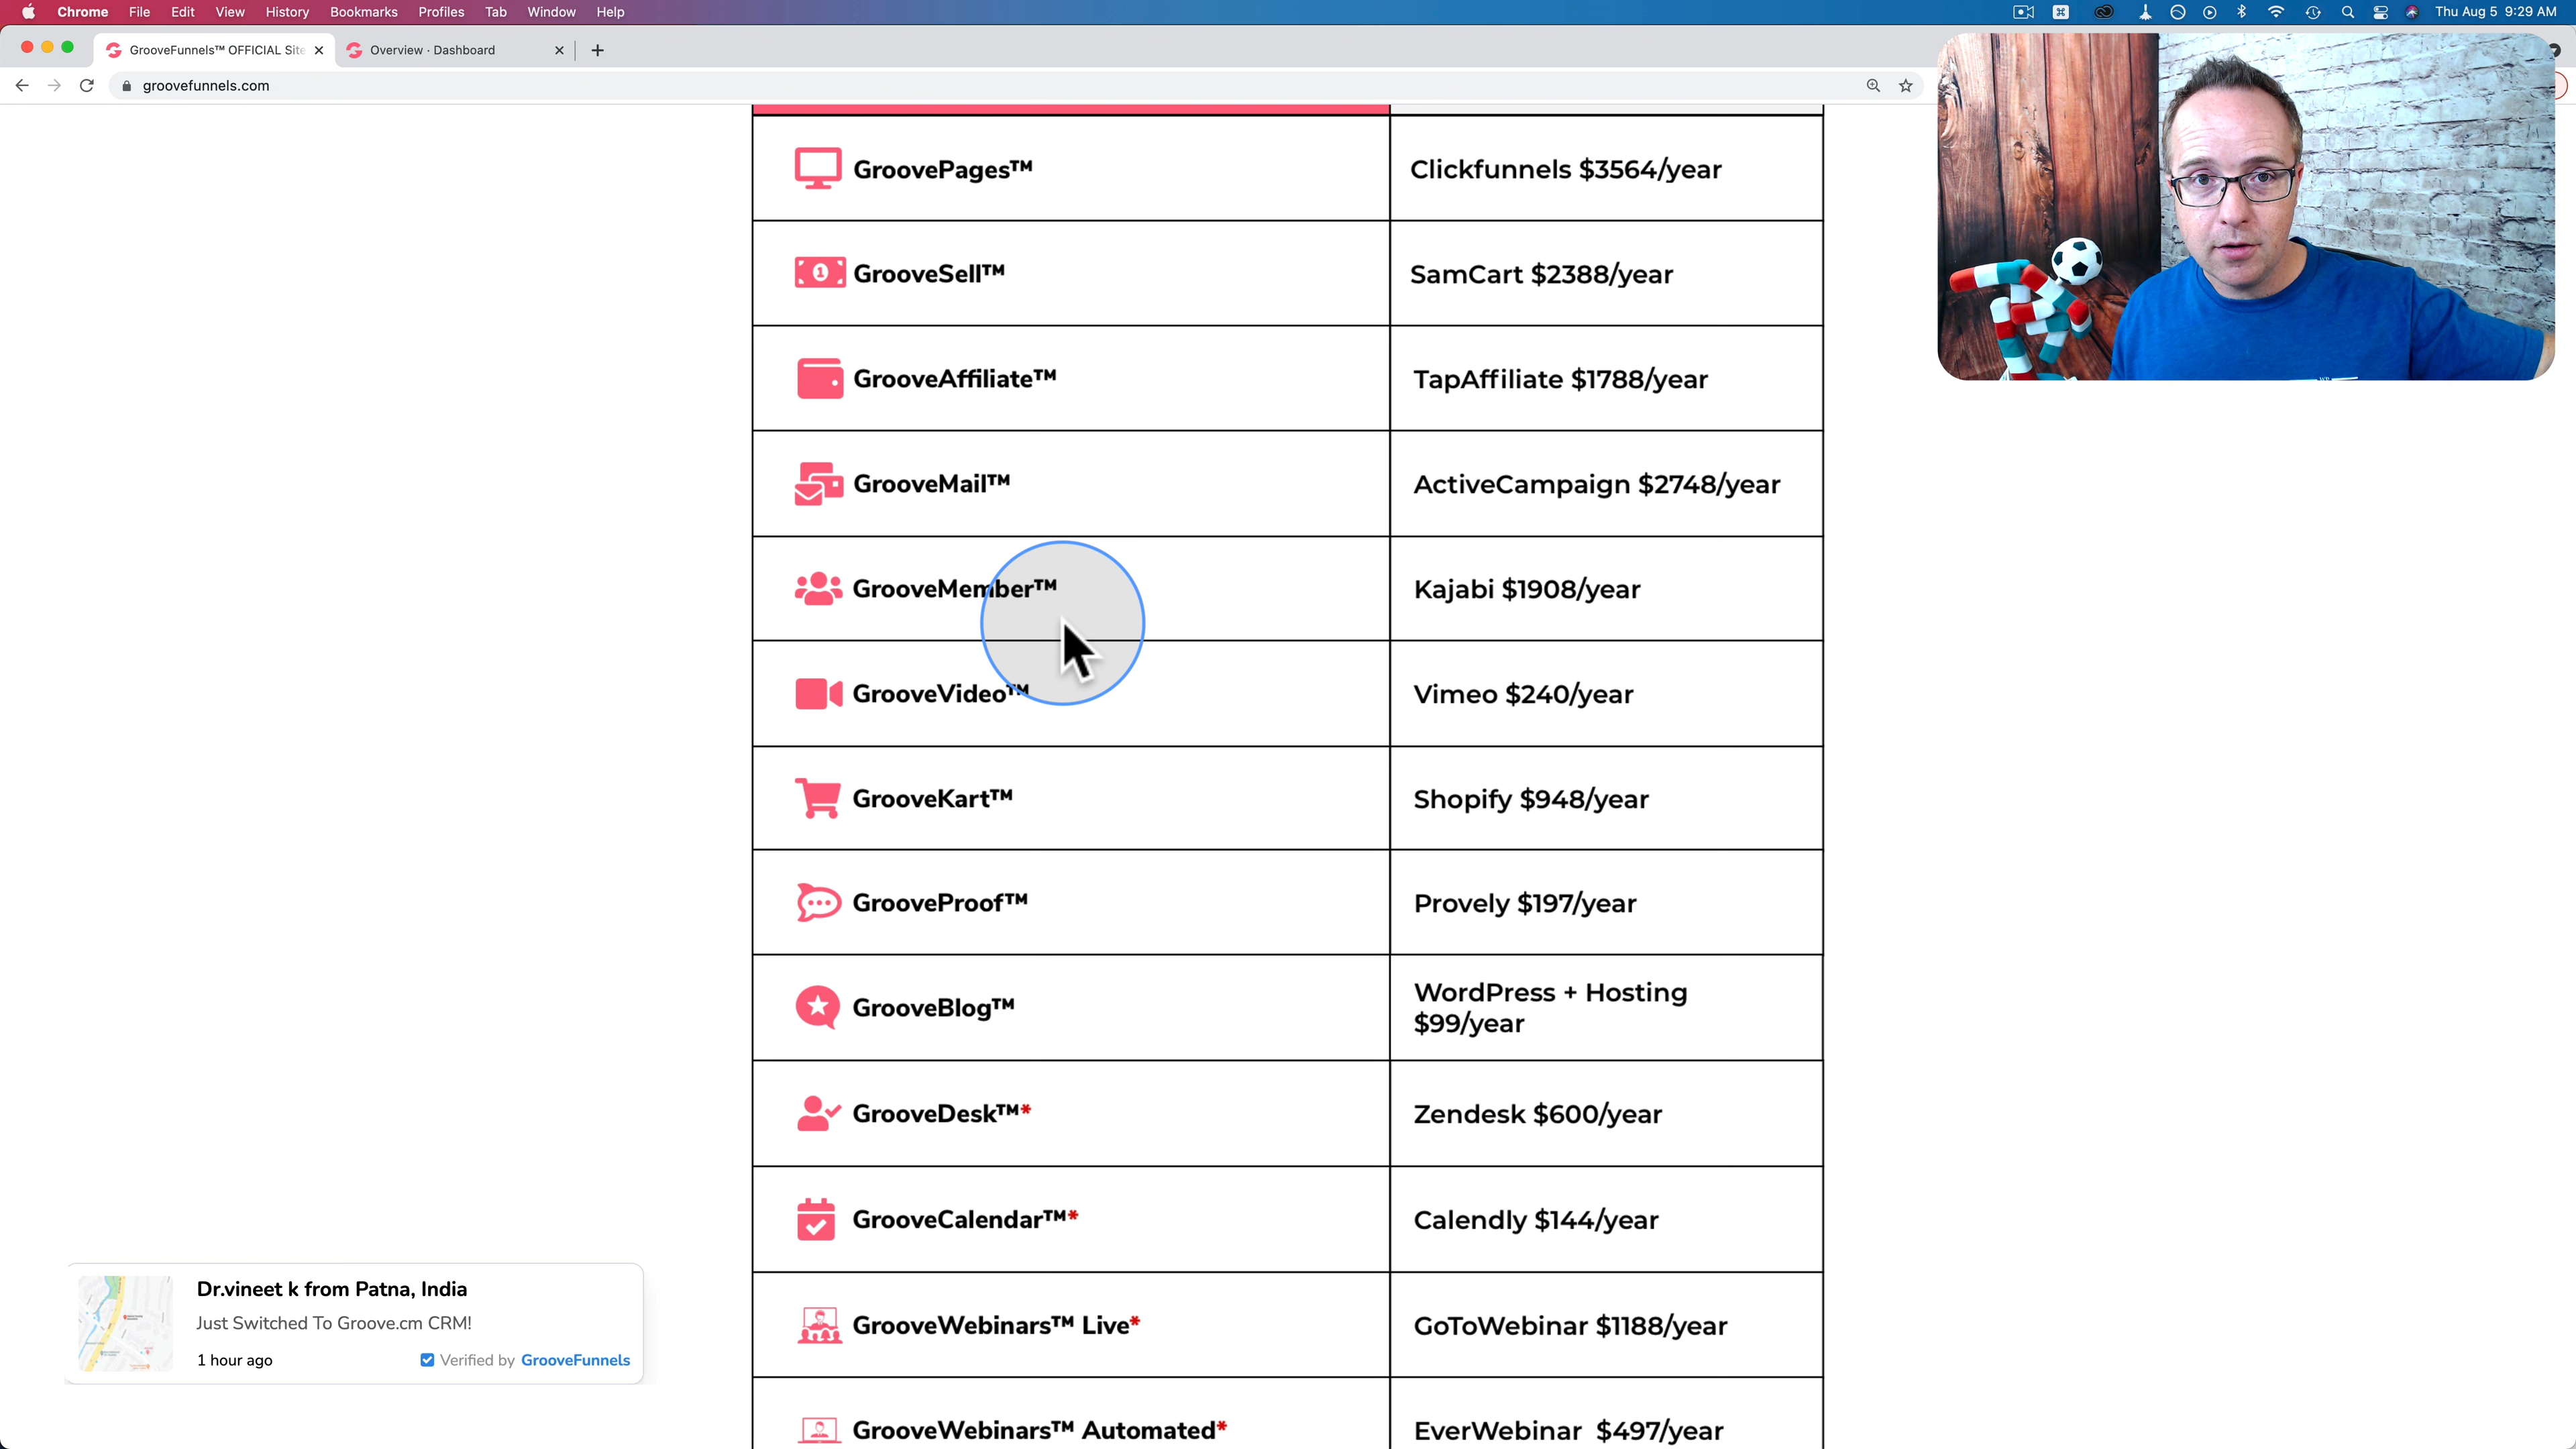 Chrome File Edit View History Bookmarks Profiles Tab Window Help
Thu Aug 5 9:29 AM
GrooveFunnels™ OFFICIAL Site
Overview · Dashboard
groovefunnels.com
GroovePages™
Clickfunnels $3564/year
GrooveSell™
SamCart $2388/year
GrooveAffiliate™
TapAffiliate $1788/year
GrooveMail™
ActiveCampaign $2748/year
GrooveMember™
Kajabi $1908/year
GrooveVideo™
Vimeo $240/year
GrooveKart™
Shopify $948/year
GrooveProof™
Provely $197/year
GrooveBlog™
WordPress + Hosting
$99/year
GrooveDesk™*
Zendesk $600/year
GrooveCalendar™*
Calendly $144/year
GrooveWebinars™ Live*
GoToWebinar $1188/year
GrooveWebinars™ Automated*
EverWebinar $497/year
Dr.vineet k from Patna, India
Just Switched To Groove.cm CRM!
1 hour ago
Verified by GrooveFunnels